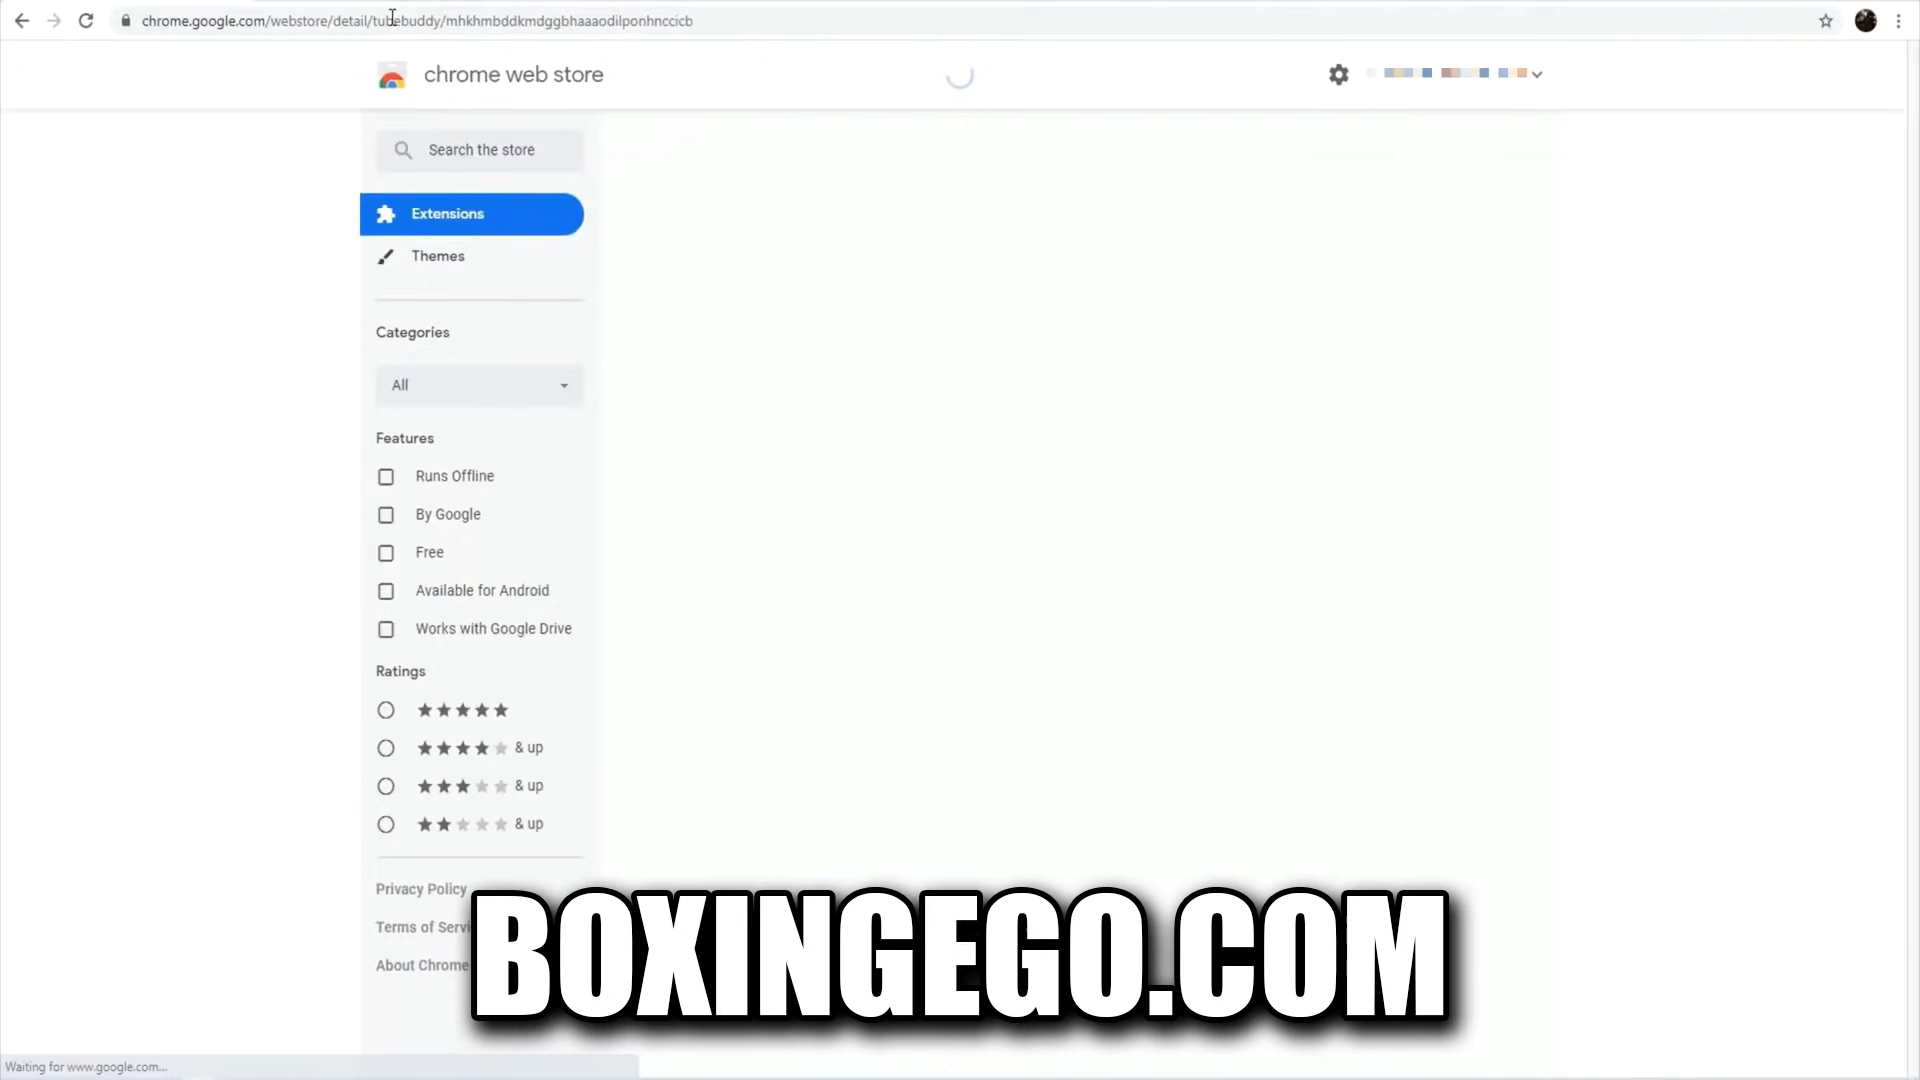 chrome.google.com/webstore/detail/tubebuddy/mhkhmbddkmdggbhaaaodilponhnccicb
chrome web store
Search the store
Extensions
Themes
Categories
All
Features
Runs Offline
By Google
Free
Available for Android
Works with Google Drive
Ratings
& up
& up
& up
Privacy Policy
Terms of Servi
About Chrome
BOXINGEGO.COM
Waiting for www.google.com...